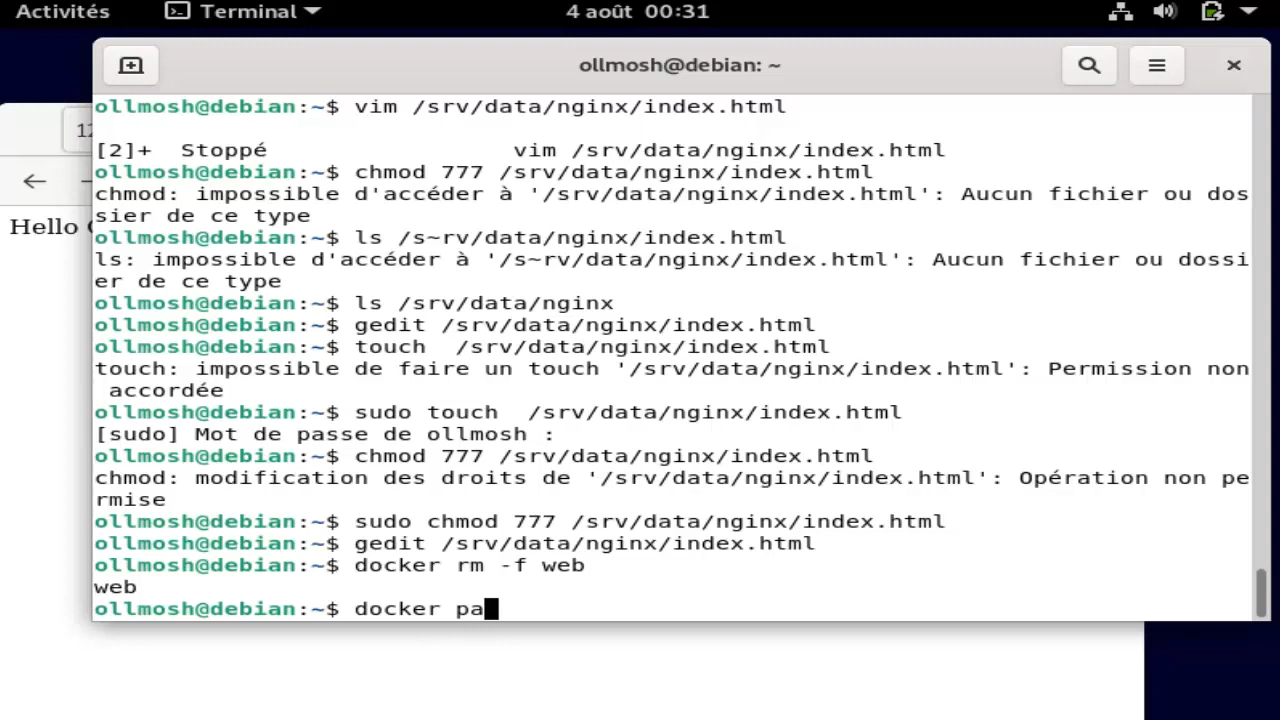 Activités Terminal 4 août 00:31
ollmosh@debian: ~
12
Hello
ollmosh@debian:~$ vim /srv/data/nginx/index.html
[2]+  Stoppé                 vim /srv/data/nginx/index.html
ollmosh@debian:~$ chmod 777 /srv/data/nginx/index.html
chmod: impossible d'accéder à '/srv/data/nginx/index.html': Aucun fichier ou dos
sier de ce type
ollmosh@debian:~$ ls /s~rv/data/nginx/index.html
ls: impossible d'accéder à '/s~rv/data/nginx/index.html': Aucun fichier ou dossi
er de ce type
ollmosh@debian:~$ ls /srv/data/nginx
ollmosh@debian:~$ gedit /srv/data/nginx/index.html
ollmosh@debian:~$ touch  /srv/data/nginx/index.html
touch: impossible de faire un touch '/srv/data/nginx/index.html': Permission non
 accordée
ollmosh@debian:~$ sudo touch  /srv/data/nginx/index.html
[sudo] Mot de passe de ollmosh :
ollmosh@debian:~$ chmod 777 /srv/data/nginx/index.html
chmod: modification des droits de '/srv/data/nginx/index.html': Opération non pe
rmise
ollmosh@debian:~$ sudo chmod 777 /srv/data/nginx/index.html
ollmosh@debian:~$ gedit /srv/data/nginx/index.html
ollmosh@debian:~$ docker rm -f web
web
ollmosh@debian:~$ docker pa